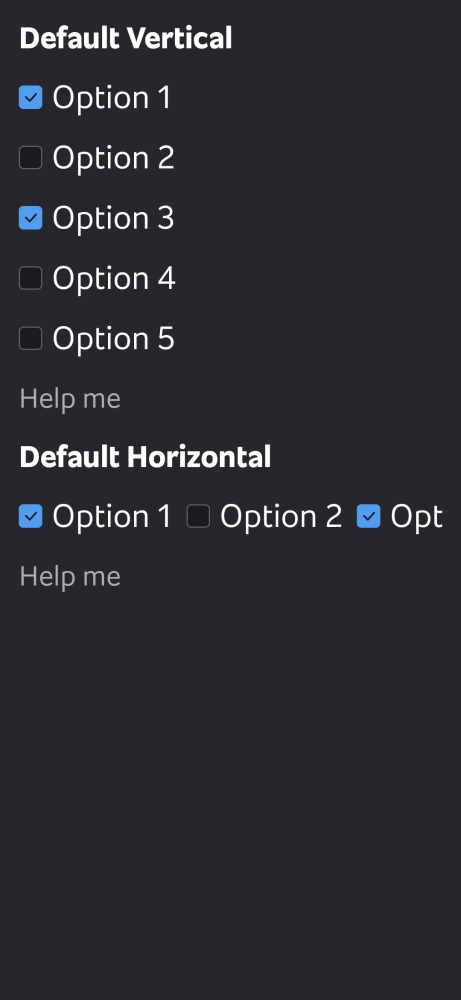 Default Vertical
Option 1
Option 2
Option 3
Option 4
Option 5
Help me
Default Horizontal
Option 1 Option 2 Opt
Help me